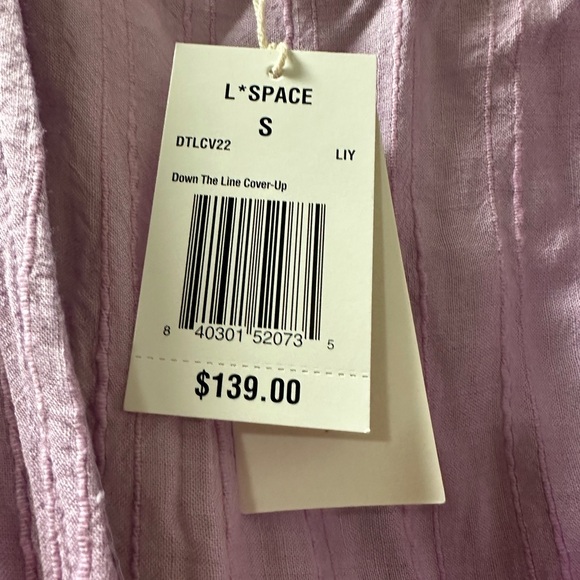 L*SPACE
S
DTLCV22
LIY
Down The Line Cover-Up
8 40301 52073 5
$139.00